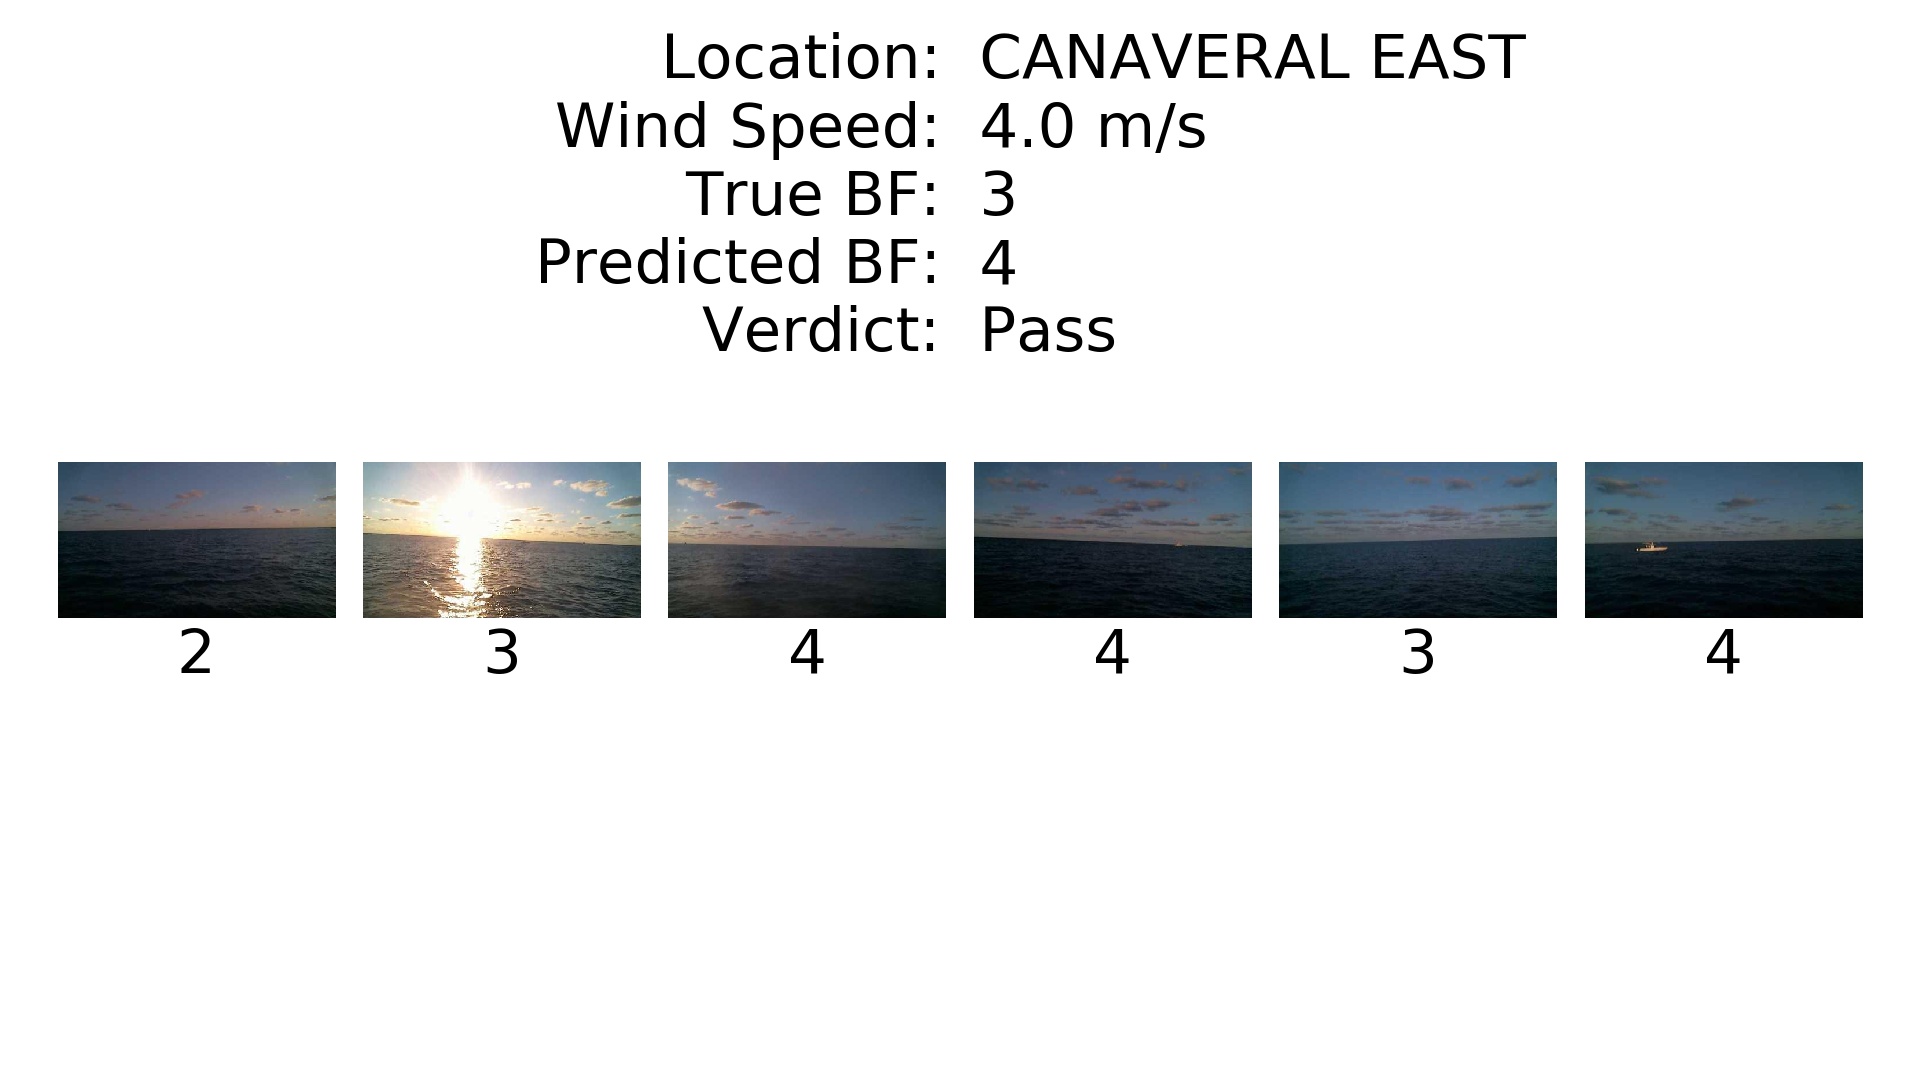 Location: CANAVERAL EAST
Wind Speed: 4.0 m/s
True BF: 3
Predicted BF: 4
Verdict: Pass
2 3 4 4 3 4